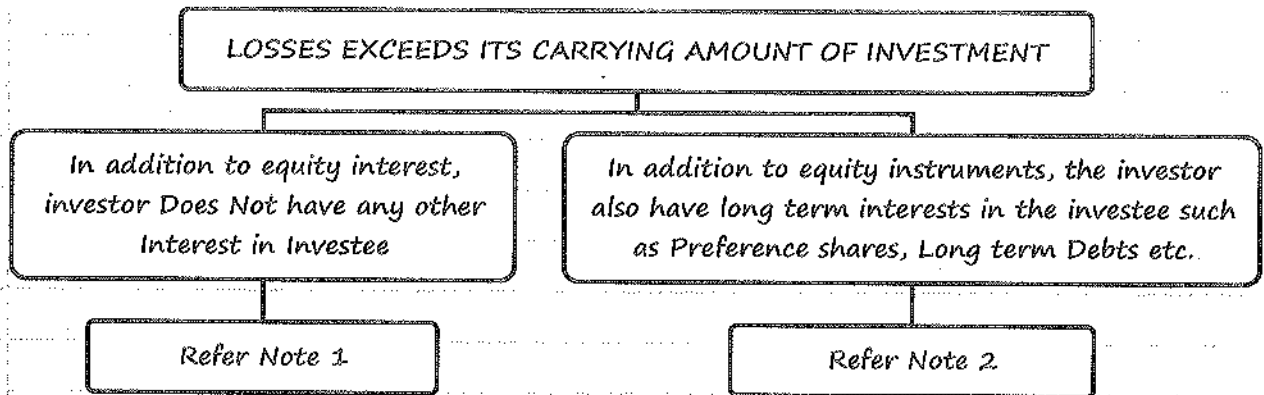 LOSSES EXCEEDS ITS CARRYING AMOUNT OF INVESTMENT
In addition to equity interest,
investor Does Not have any other
Interest in Investee
In addition to equity instruments, the investor
also have long term interests in the investee such
as Preference shares, Long term Debts etc.
Refer Note 1
Refer Note 2